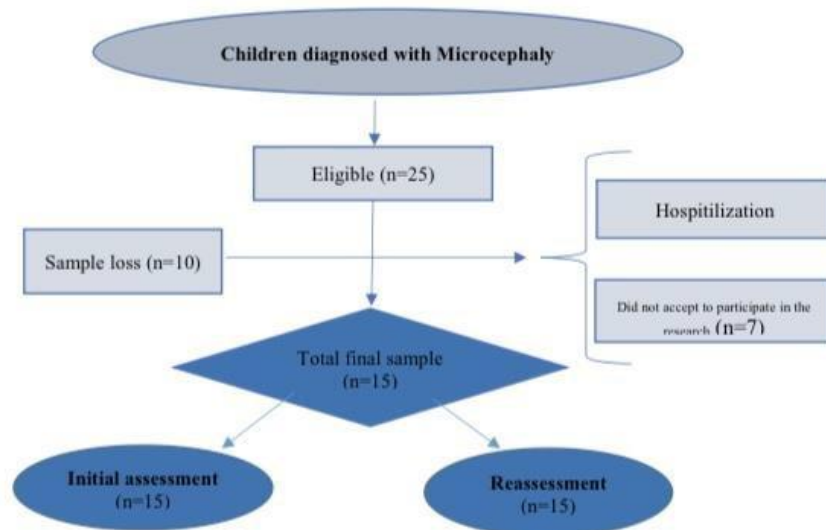 Children diagnosed with Microcephaly
Eligible (n=25)
Sample loss (n=10)
Hospitilization
Did not accept to participate in the
research (n=7)
Total final sample
(n=15)
Initial assessment
(n=15)
Reassessment
(n=15)